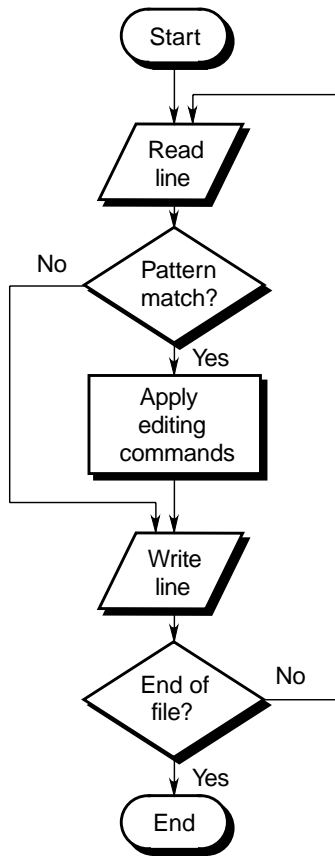 Start
Read
line
No
Pattern
match?
Yes
Apply
editing
commands
Write
line
End of
file?
No
Yes
End